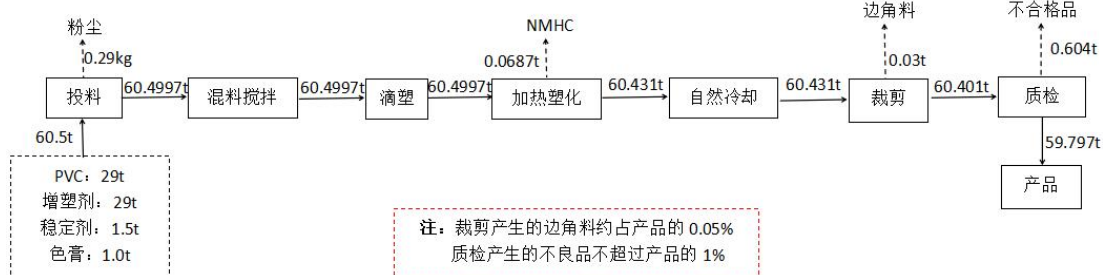 粉尘
NMHC
边角料
不合格品
0.29kg
0.0687t
0.03t
0.604t
投料
60.4997t
混料搅拌
60.4997t
滴塑
60.4997t
加热塑化
60.431t
自然冷却
60.431t
裁剪
60.401t
质检
60.5t
59.797t
产品
PVC：29t
增塑剂：29t
稳定剂：1.5t
色膏：1.0t
注：裁剪产生的边角料约占产品的 0.05%
质检产生的不良品不超过产品的 1%